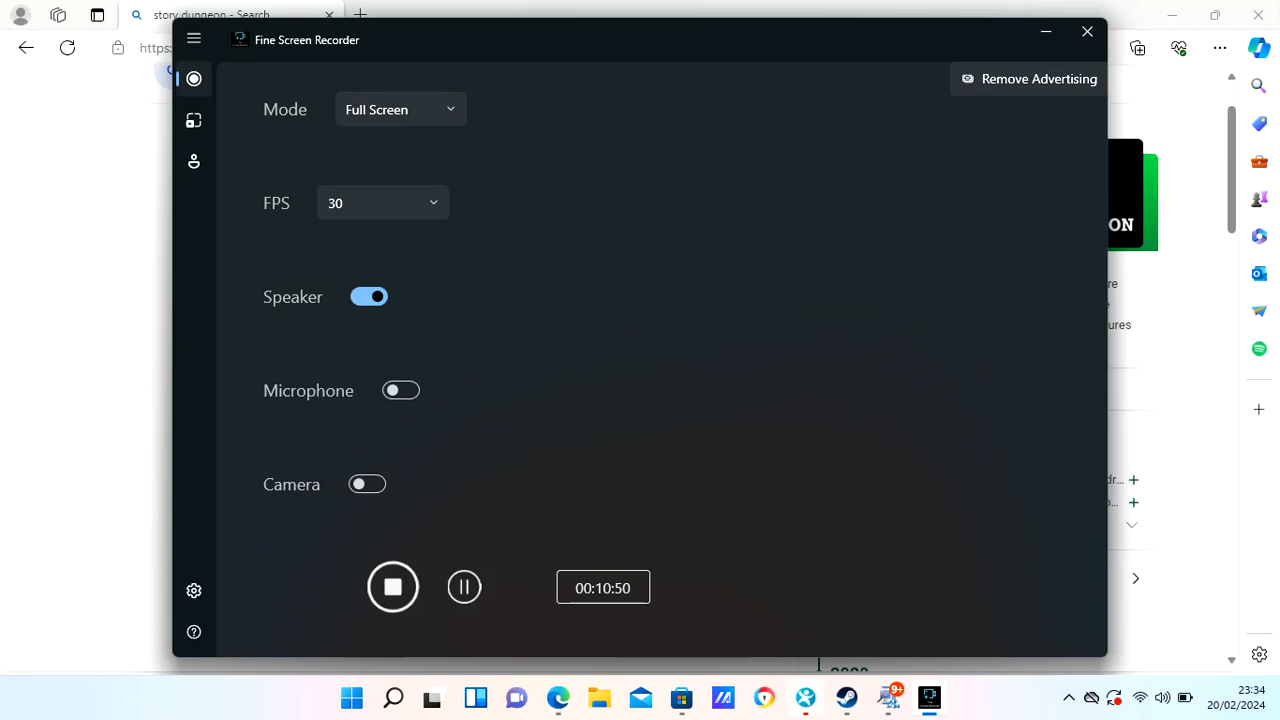 story dungeon - Search
https:
Fine Screen Recorder
Remove Advertising
Mode
Full Screen
FPS
30
Speaker
Microphone
Camera
00:10:50
ON
ures
9+
23:34
20/02/2024